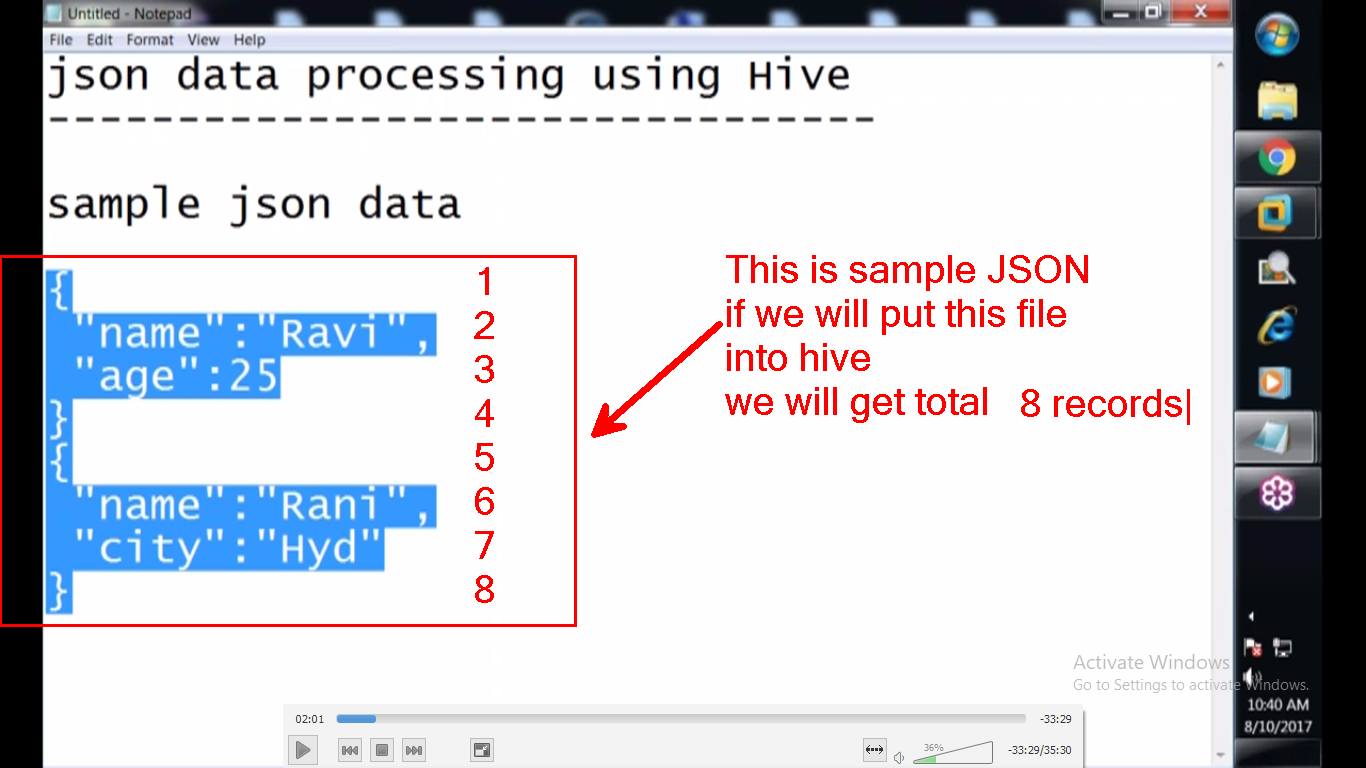 Untitled - Notepad
File Edit Format View Help
json data processing using Hive
--------------------------------
sample json data
{ 1
"name":"Ravi", 2
"age":25 3
} 4
{ 5
"name":"Rani", 6
"city":"Hyd" 7
} 8
This is sample JSON
if we will put this file
into hive
we will get total 8 records
Activate Windows
Go to Settings to activate Windows.
10:40 AM
8/10/2017
02:01 -33:29
36% -33:29/35:30